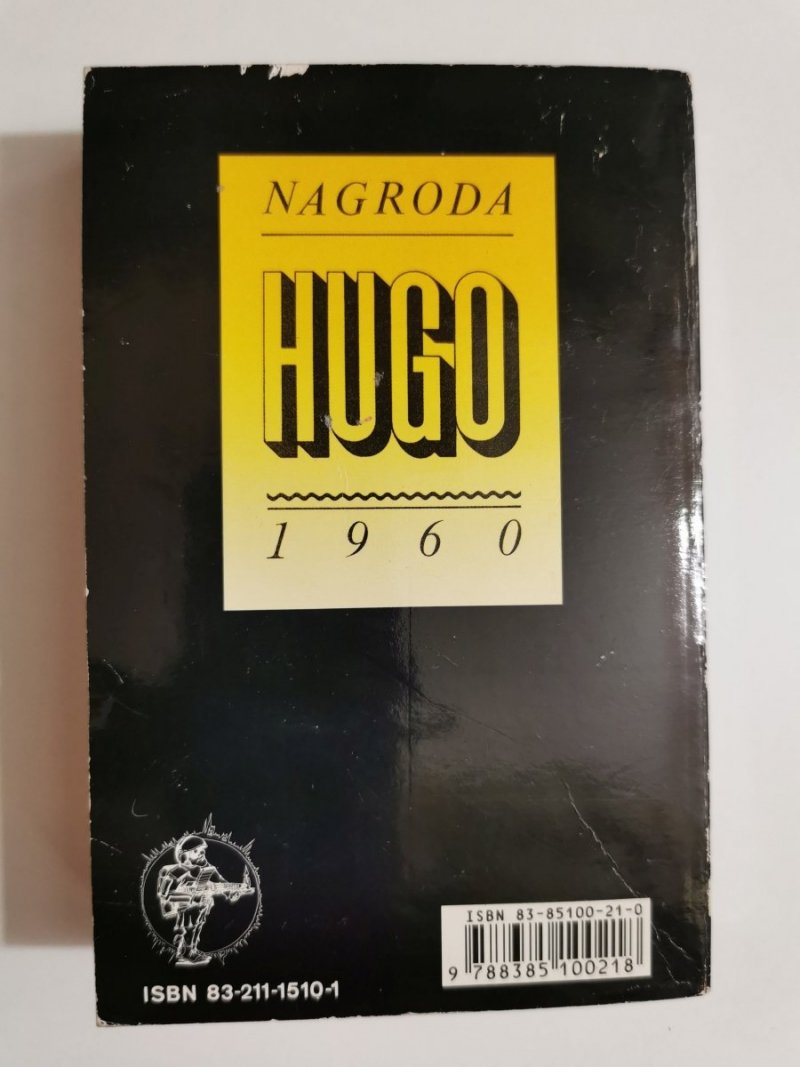 NAGRODA
HUGO
1960
ISBN 83-85100-21-0
9 788385 100218
ISBN 83-211-1510-1